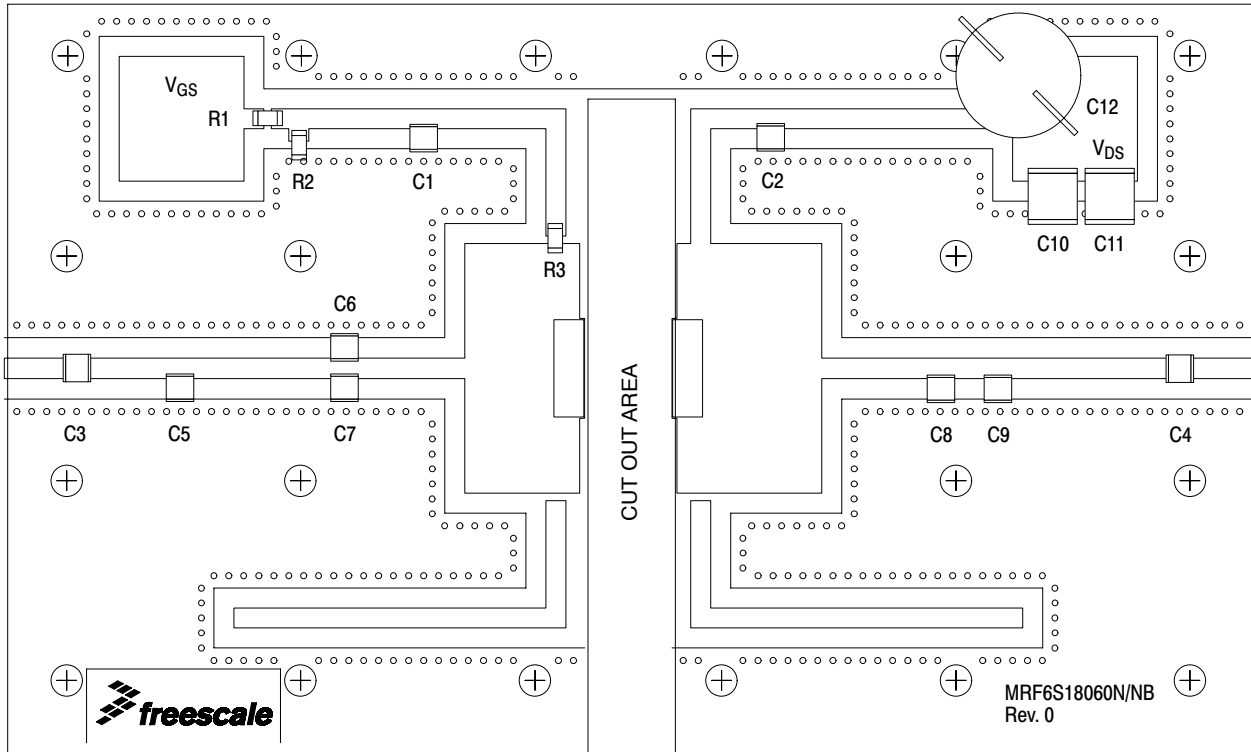 VGS
R1
R2
C1
C2
C12
VDS
C10
C11
R3
C6
CUT OUT AREA
C3
C5
C7
C8
C9
C4
freescale
MRF6S18060N/NB
Rev. 0